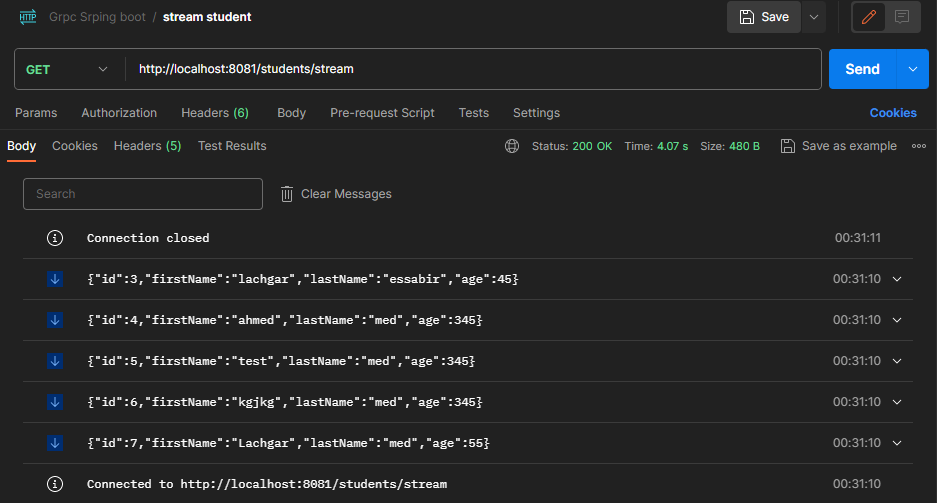 HTTP Grpc Srping boot / stream student Save
GET http://localhost:8081/students/stream Send
Params Authorization Headers (6) Body Pre-request Script Tests Settings Cookies
Body Cookies Headers (5) Test Results Status: 200 OK Time: 4.07 s Size: 480 B Save as example
Search Clear Messages
Connection closed 00:31:11
{"id":3,"firstName":"lachgar","lastName":"essabir","age":45} 00:31:10
{"id":4,"firstName":"ahmed","lastName":"med","age":345} 00:31:10
{"id":5,"firstName":"test","lastName":"med","age":345} 00:31:10
{"id":6,"firstName":"kgjkg","lastName":"med","age":345} 00:31:10
{"id":7,"firstName":"Lachgar","lastName":"med","age":55} 00:31:10
Connected to http://localhost:8081/students/stream 00:31:10